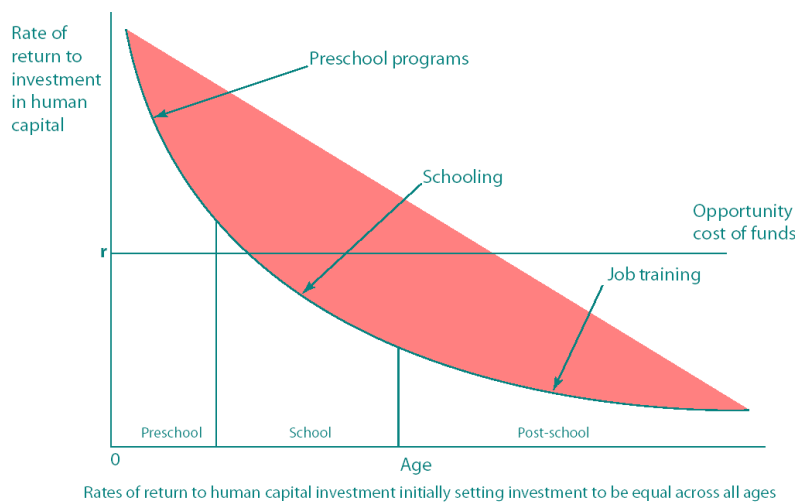 Rate of
return to
investment
in human
capital
Preschool programs
Schooling
Opportunity
cost of funds
r
Job training
Preschool
School
Post-school
0
Age
Rates of return to human capital investment initially setting investment to be equal across all ages